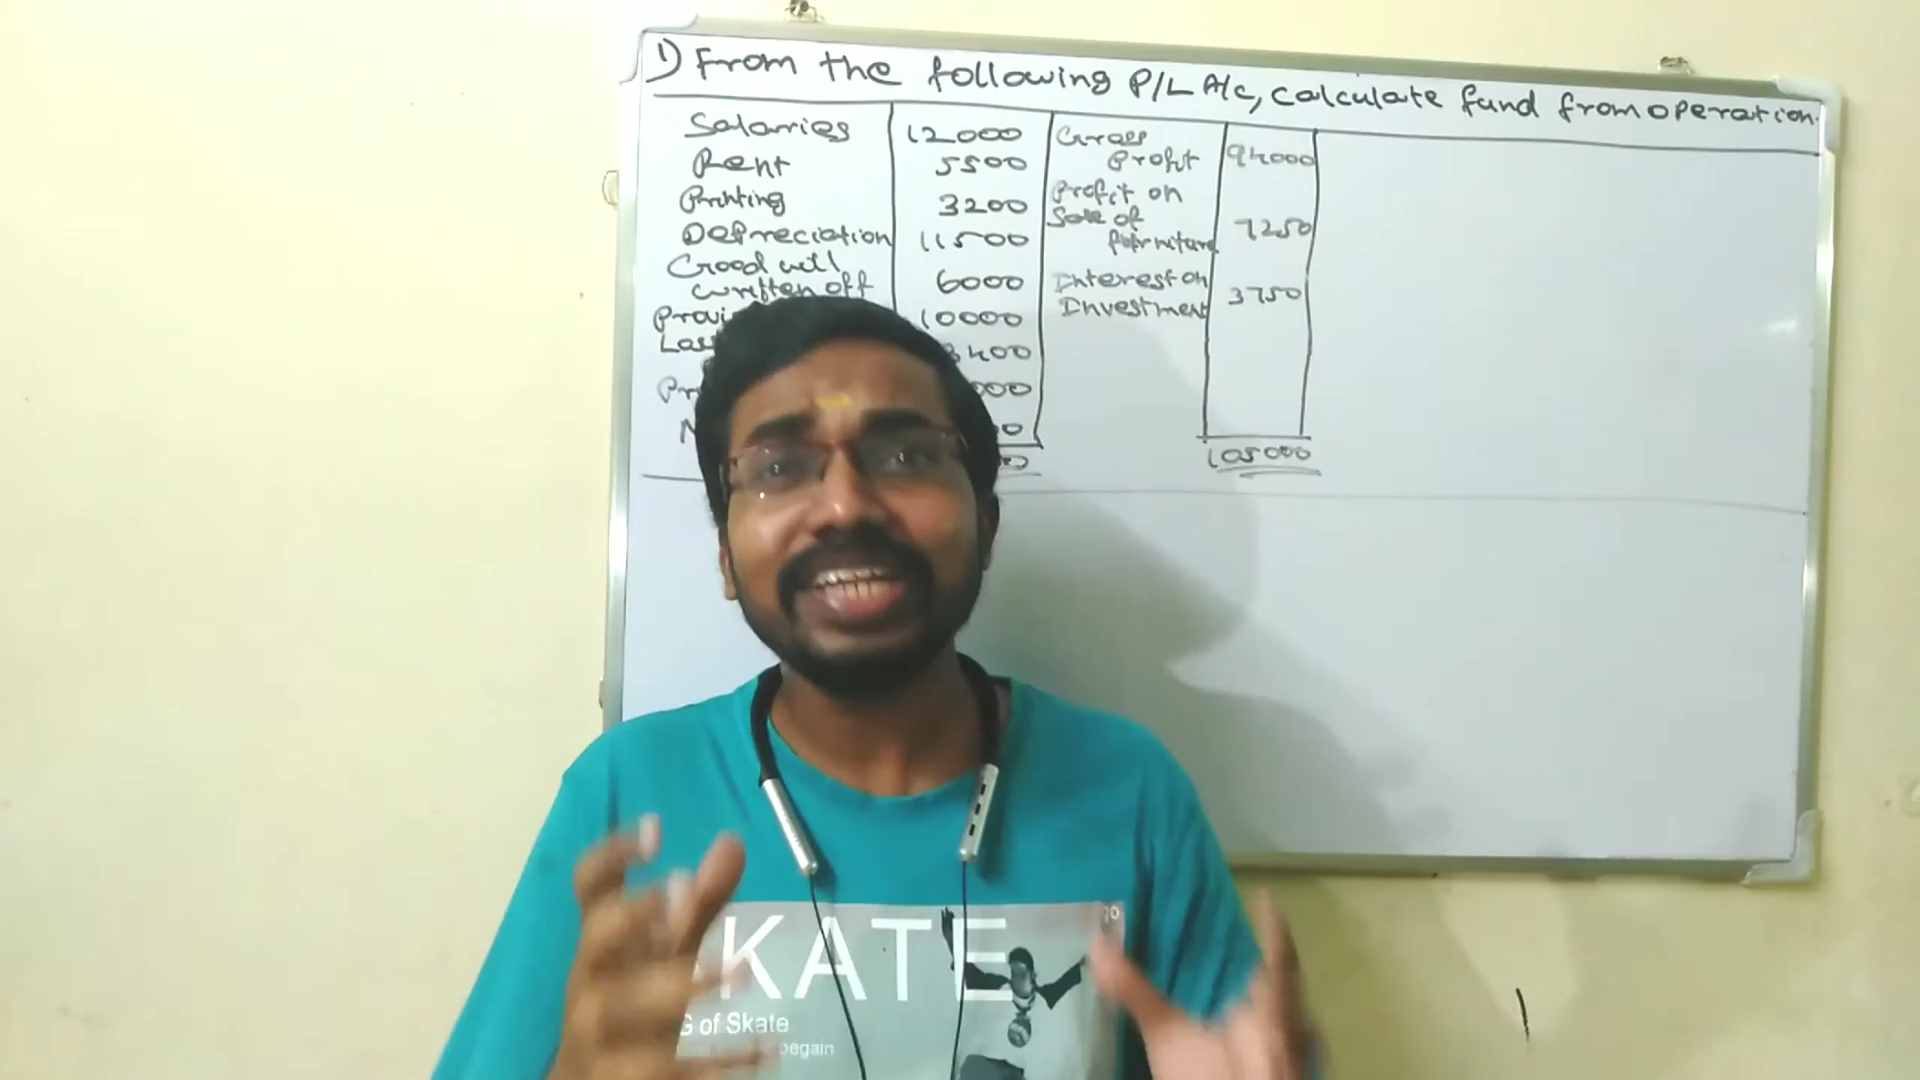 1) From the following P/L A/c, calculate fund from operation.
Salaries 12000 Gross
Rent 5500 Profit 94000
Printing 3200 Profit on
Depreciation 11500 Sale of 7250
Good will furniture
written off 6000 Interest on
10000 Investment 3750
105000
KATE
of Skate